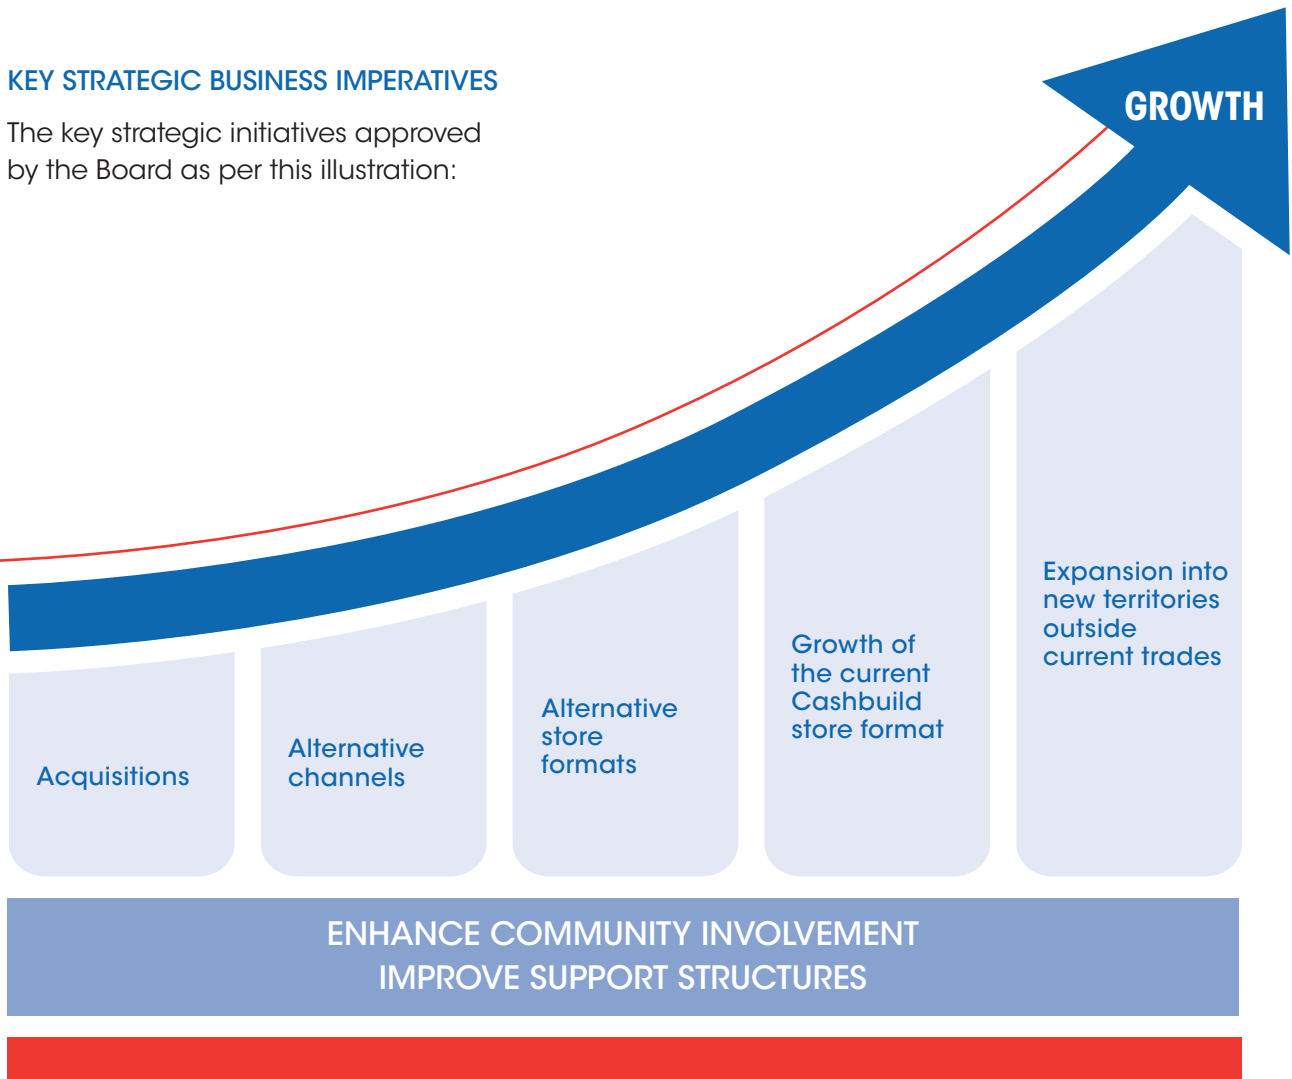 KEY STRATEGIC BUSINESS IMPERATIVES
The key strategic initiatives approved
by the Board as per this illustration:
GROWTH
Acquisitions
Alternative
channels
Alternative
store
formats
Growth of
the current
Cashbuild
store format
Expansion into
new territories
outside
current trades
ENHANCE COMMUNITY INVOLVEMENT
IMPROVE SUPPORT STRUCTURES